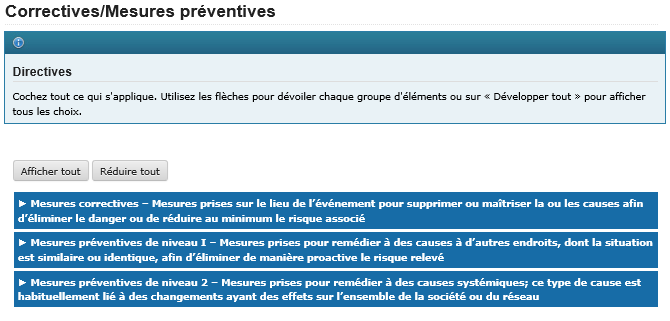 Correctives/Mesures préventives
Directives
Cochez tout ce qui s'applique. Utilisez les flèches pour dévoiler chaque groupe d'éléments ou sur « Développer tout » pour afficher
tous les choix.
Afficher tout Réduire tout
► Mesures correctives – Mesures prises sur le lieu de l’événement pour supprimer ou maîtriser la ou les causes afin
d’éliminer le danger ou de réduire au minimum le risque associé
► Mesures préventives de niveau I – Mesures prises pour remédier à des causes à d’autres endroits, dont la situation
est similaire ou identique, afin d’éliminer de manière proactive le risque relevé
► Mesures préventives de niveau 2 – Mesures prises pour remédier à des causes systémiques; ce type de cause est
habituellement lié à des changements ayant des effets sur l’ensemble de la société ou du réseau